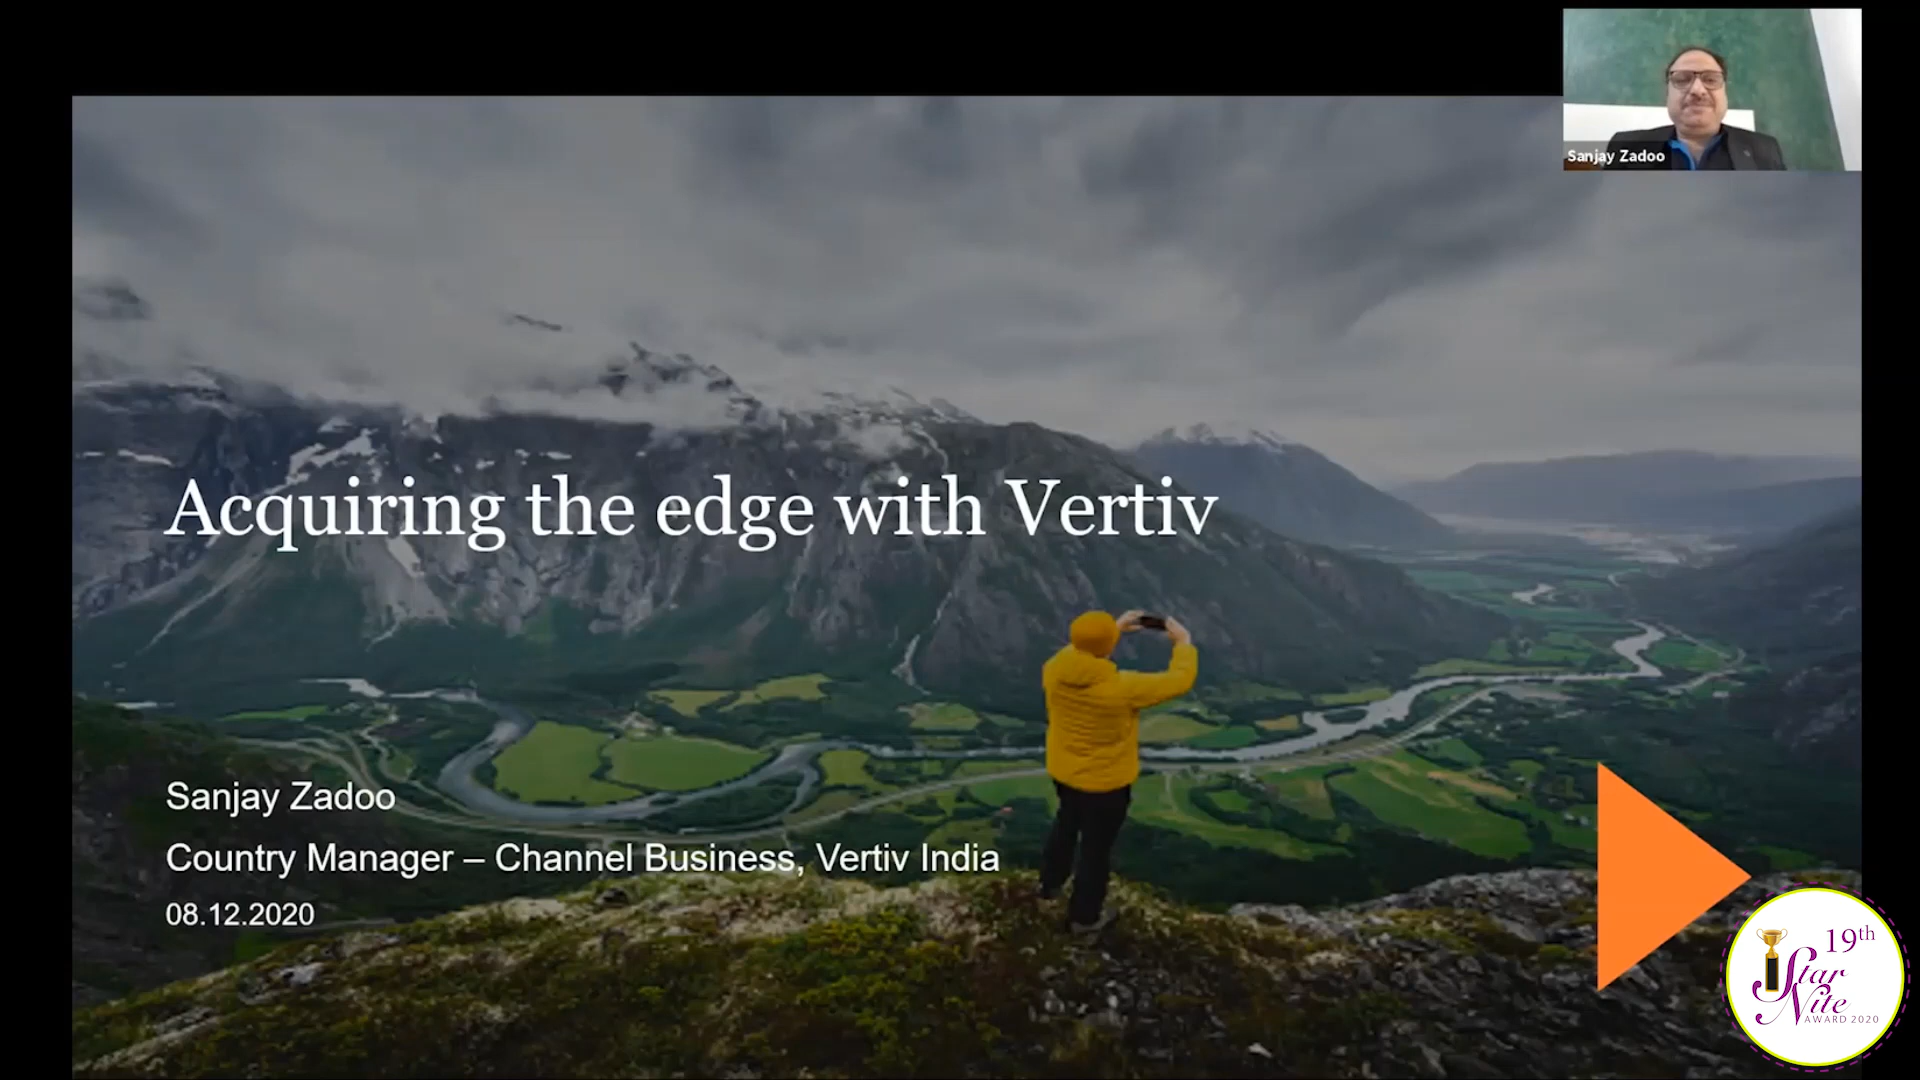 Sanjay Zadoo
Acquiring the edge with Vertiv
Sanjay Zadoo
Country Manager – Channel Business, Vertiv India
08.12.2020
19th
Star
Nite
AWARD 2020